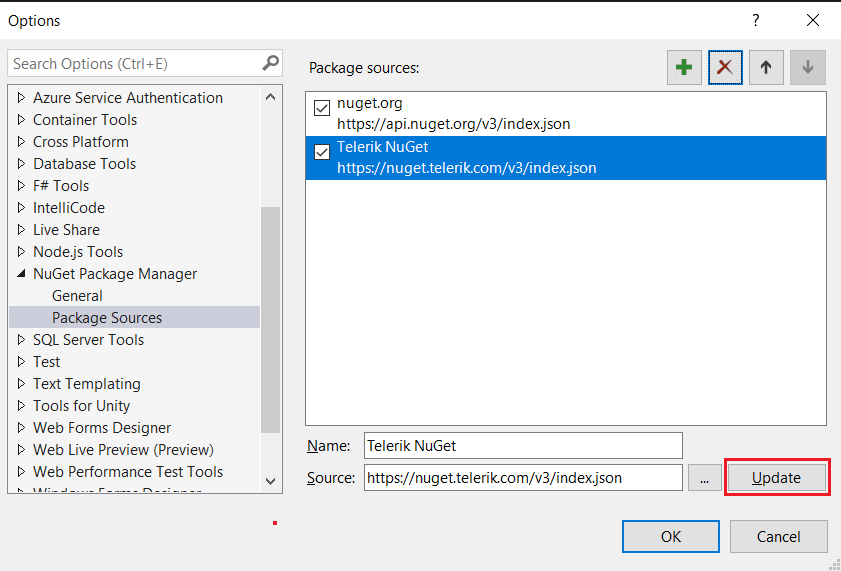 Options
?
Search Options (Ctrl+E)
Azure Service Authentication
Container Tools
Cross Platform
Database Tools
F# Tools
IntelliCode
Live Share
Node.js Tools
NuGet Package Manager
General
Package Sources
SQL Server Tools
Test
Text Templating
Tools for Unity
Web Forms Designer
Web Live Preview (Preview)
Web Performance Test Tools
Windows Forms Designer
Package sources:
nuget.org
https://api.nuget.org/v3/index.json
Telerik NuGet
https://nuget.telerik.com/v3/index.json
Name: Telerik NuGet
Source: https://nuget.telerik.com/v3/index.json ... Update
OK Cancel